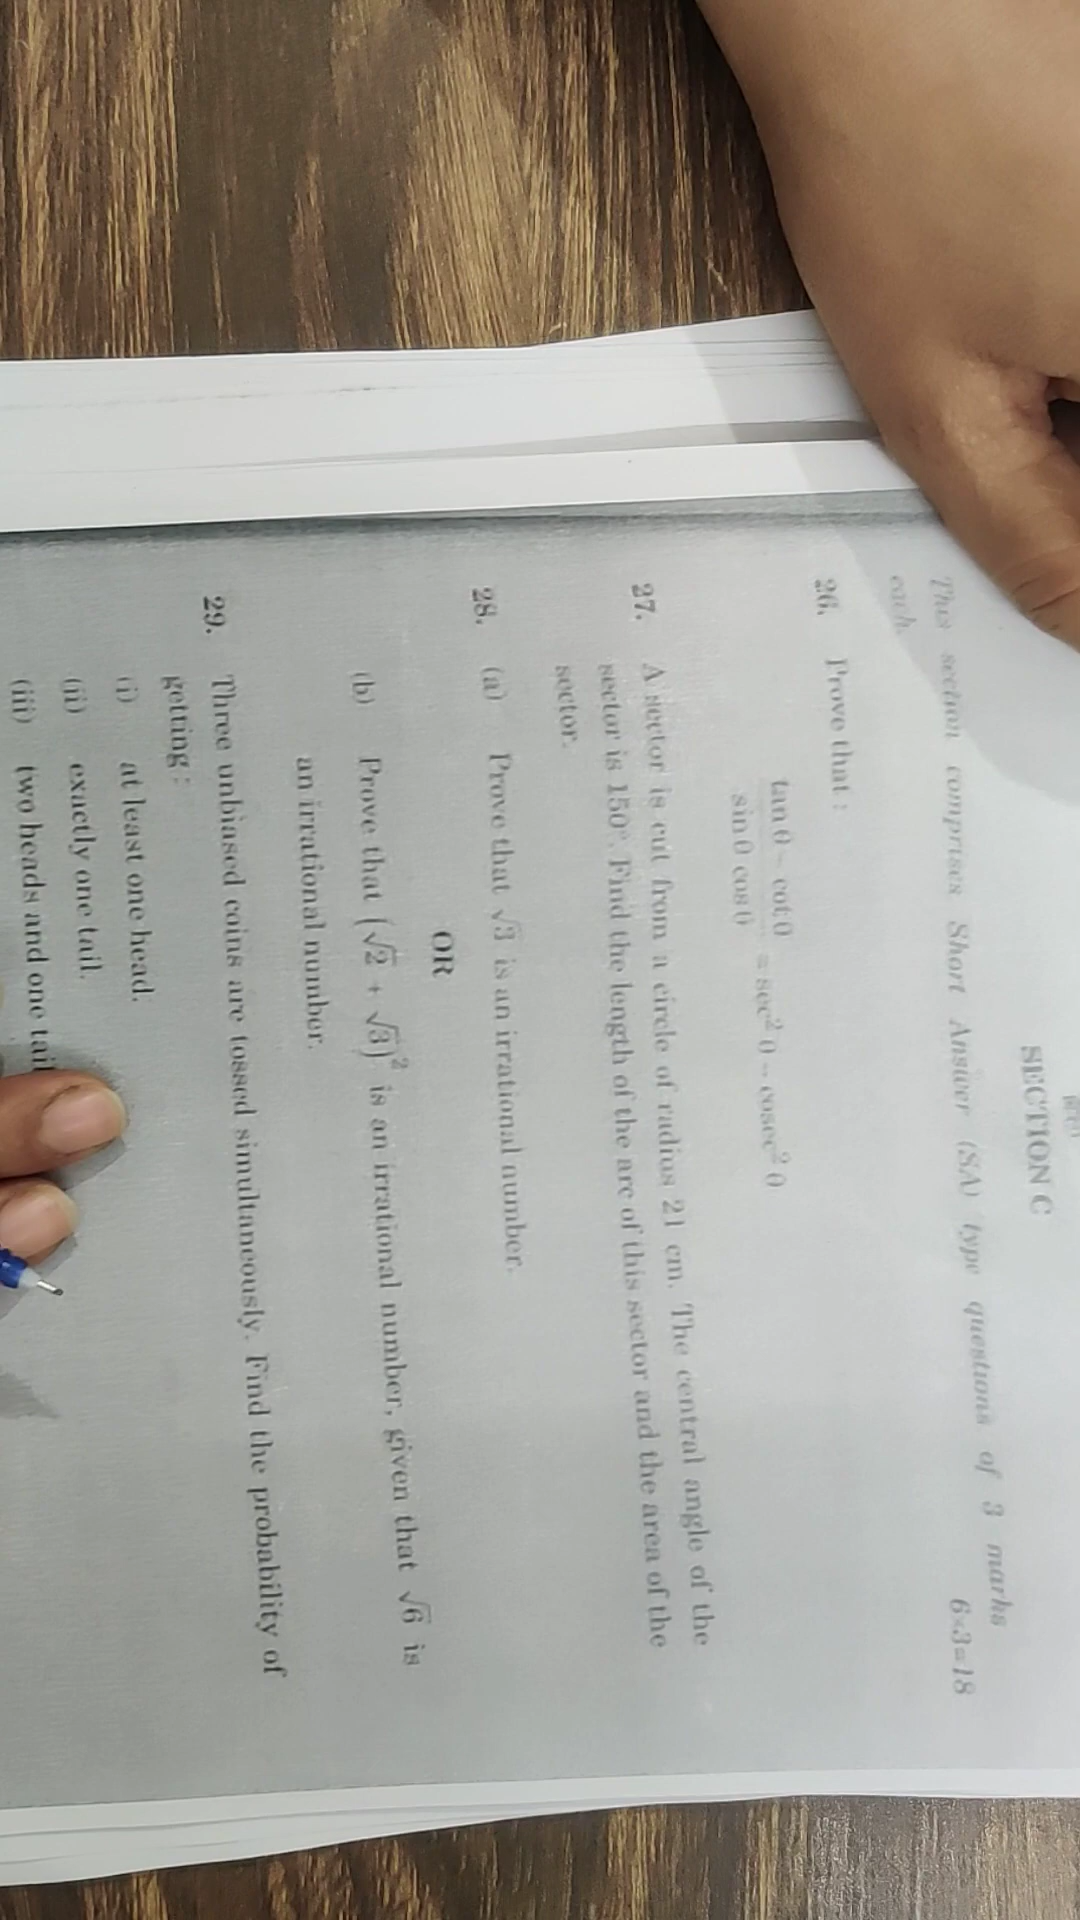 SECTION C
This section comprises Short Answer (SA) type questions of 3 marks
each. 6×3=18
26. Prove that :
tan θ – cot θ / sin θ cos θ = sec² θ – cosec² θ
27. A sector is cut from a circle of radius 21 cm. The central angle of the
sector is 150°. Find the length of the arc of this sector and the area of the
sector.
28. (a) Prove that √3 is an irrational number.
OR
(b) Prove that (√2 + √3)² is an irrational number, given that √6 is
an irrational number.
29. Three unbiased coins are tossed simultaneously. Find the probability of
getting :
(i) at least one head.
(ii) exactly one tail.
(iii) two heads and one tail